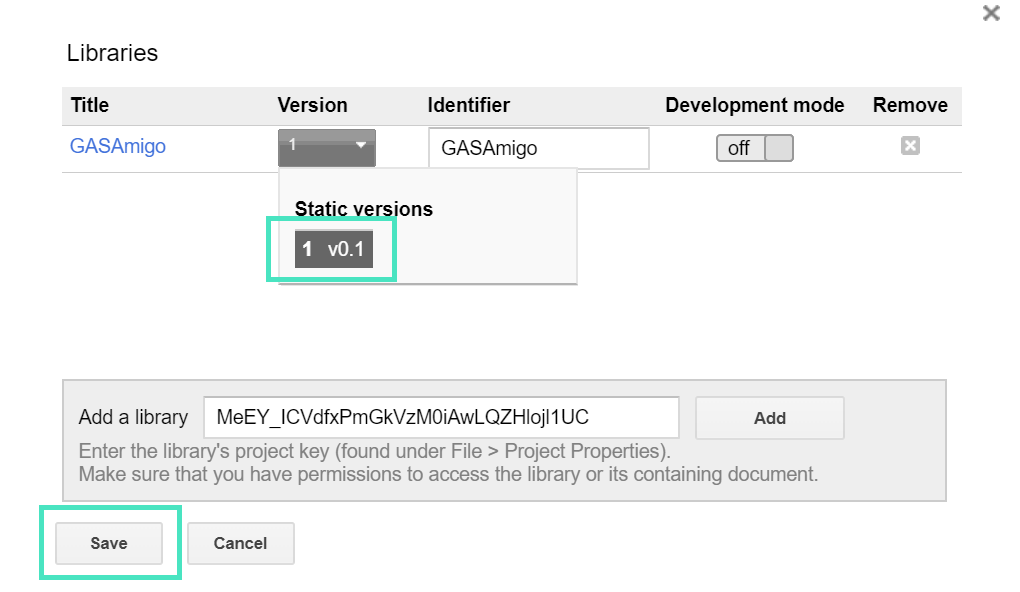 Libraries
Title Version Identifier Development mode Remove
GASAmigo 1 GASAmigo off
Static versions
1 v0.1
Add a library MeEY_ICVdfxPmGkVzM0iAwLQZHlojI1UC Add
Enter the library's project key (found under File > Project Properties).
Make sure that you have permissions to access the library or its containing document.
Save Cancel